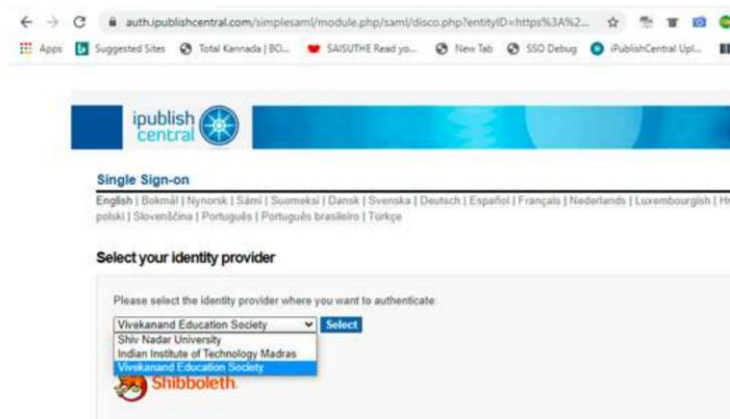 auth.ipublishcentral.com/simplesaml/module.php/saml/disco.php?entityID=https%3A%2...
Apps Suggested Sites Total Kannada | BO... SAISUTHE Read yo... New Tab SSO Debug iPublishCentral Upl...
ipublish
central
Single Sign-on
English | Bokmål | Nynorsk | Sámi | Suomeksi | Dansk | Svenska | Deutsch | Español | Français | Nederlands | Luxembourgish |
polski | Slovenščina | Português | Português brasileiro | Türkçe
Select your identity provider
Please select the identity provider where you want to authenticate:
Vivekanand Education Society Select
Shiv Nadar University
Indian Institute of Technology Madras
Vivekanand Education Society
Shibboleth.